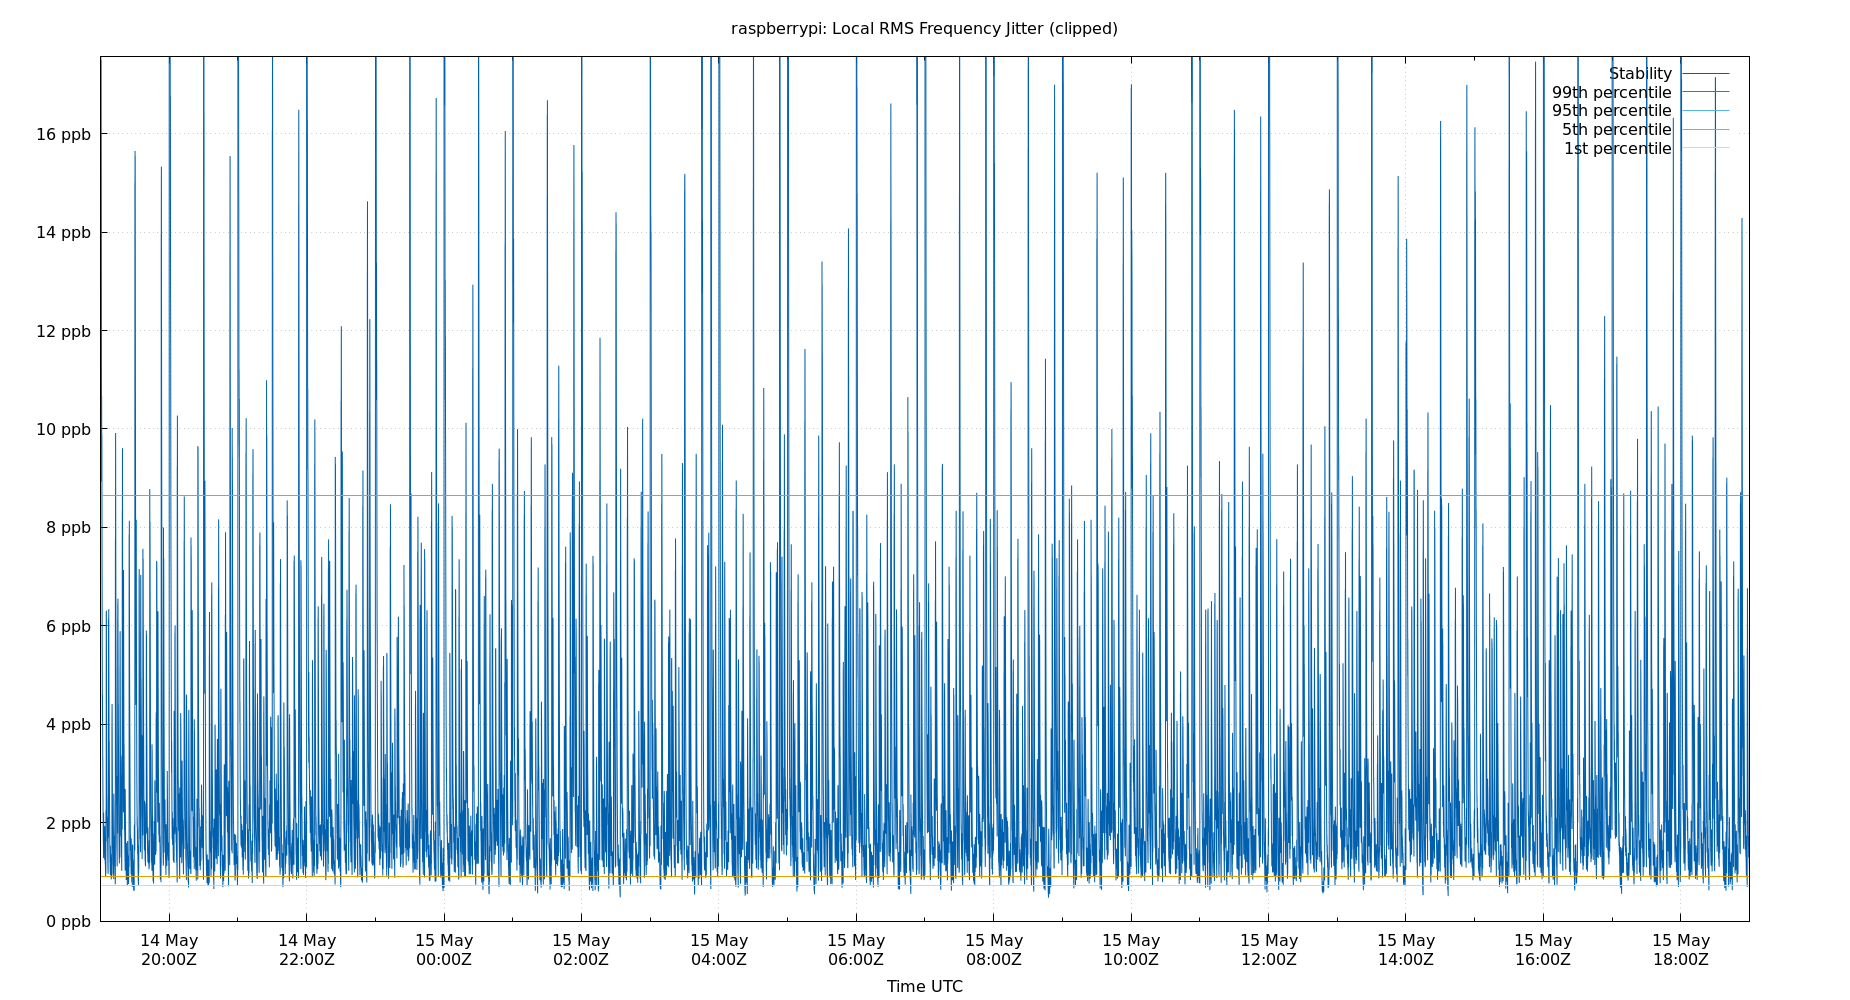 raspberrypi: Local RMS Frequency Jitter (clipped)
Stability
99th percentile
95th percentile
5th percentile
1st percentile
16 ppb
14 ppb
12 ppb
10 ppb
8 ppb
6 ppb
4 ppb
2 ppb
0 ppb
14 May 14 May 15 May 15 May 15 May 15 May 15 May 15 May 15 May 15 May 15 May 15 May
20:00Z 22:00Z 00:00Z 02:00Z 04:00Z 06:00Z 08:00Z 10:00Z 12:00Z 14:00Z 16:00Z 18:00Z
Time UTC